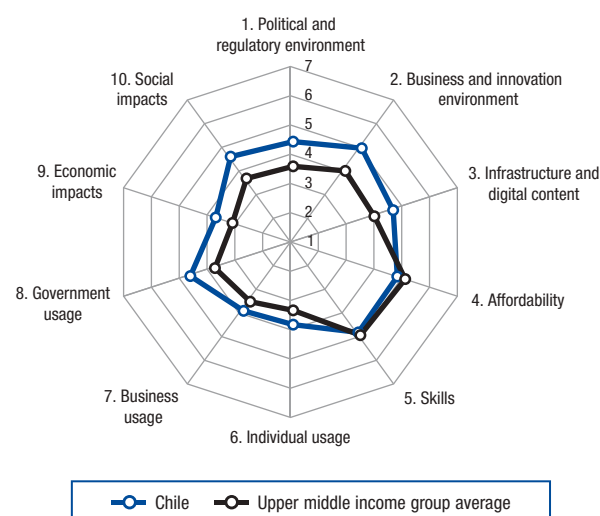 1. Political and
regulatory environment
2. Business and innovation
environment
3. Infrastructure and
digital content
4. Affordability
5. Skills
6. Individual usage
7. Business
usage
8. Government
usage
9. Economic
impacts
10. Social
impacts
7
6
5
4
3
2
1
Chile
Upper middle income group average